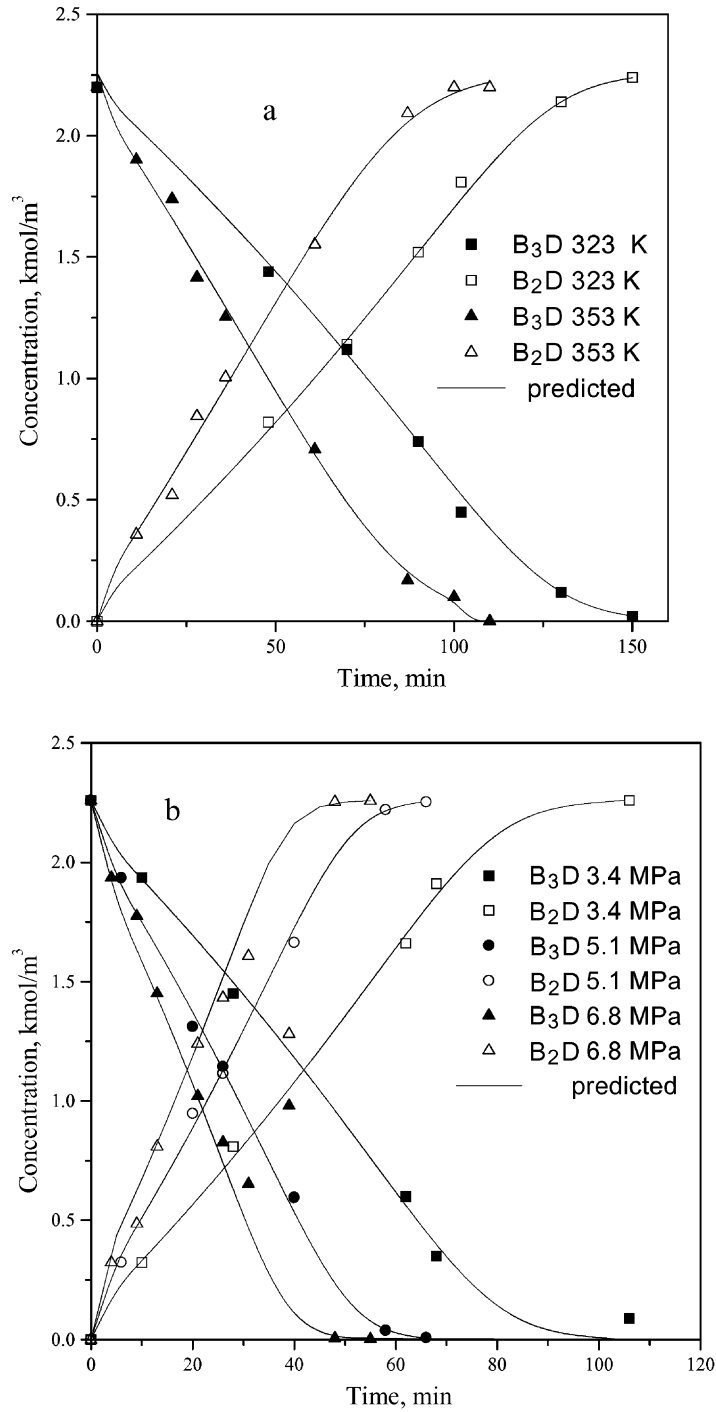 2.5
a
2.0
1.5
1.0
0.5
0.0
Concentration, kmol/m³
B₃D 323 K
B₂D 323 K
B₃D 353 K
B₂D 353 K
predicted
0 50 100 150
Time, min
2.5
b
2.0
1.5
1.0
0.5
0.0
Concentration, kmol/m³
B₃D 3.4 MPa
B₂D 3.4 MPa
B₃D 5.1 MPa
B₂D 5.1 MPa
B₃D 6.8 MPa
B₂D 6.8 MPa
predicted
0 20 40 60 80 100 120
Time, min